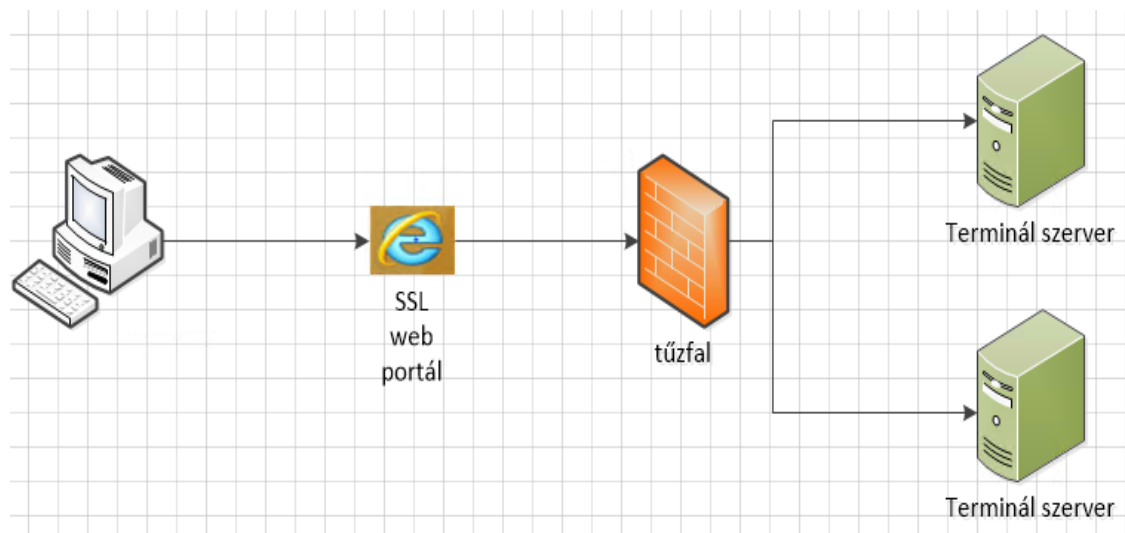 Terminál szerver
SSL
web
portál
tűzfal
Terminál szerver